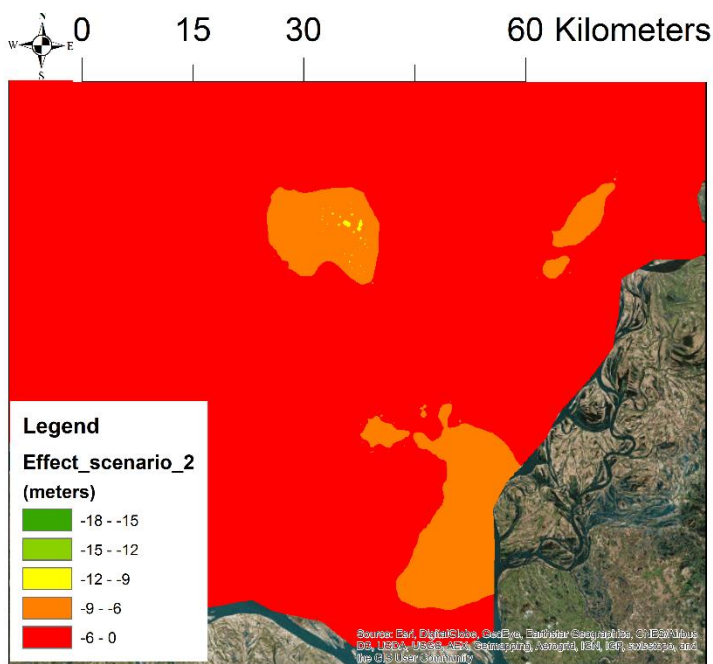 N
W E
S
0 15 30 60 Kilometers
Legend
Effect_scenario_2
(meters)
-18 - -15
-15 - -12
-12 - -9
-9 - -6
-6 - 0
Source: Esri, DigitalGlobe, GeoEye, Earthstar Geographics, CNES/Airbus
DS, USDA, USGS, AEX, Getmapping, Aerogrid, IGN, IGP, swisstopo, and
the GIS User Community